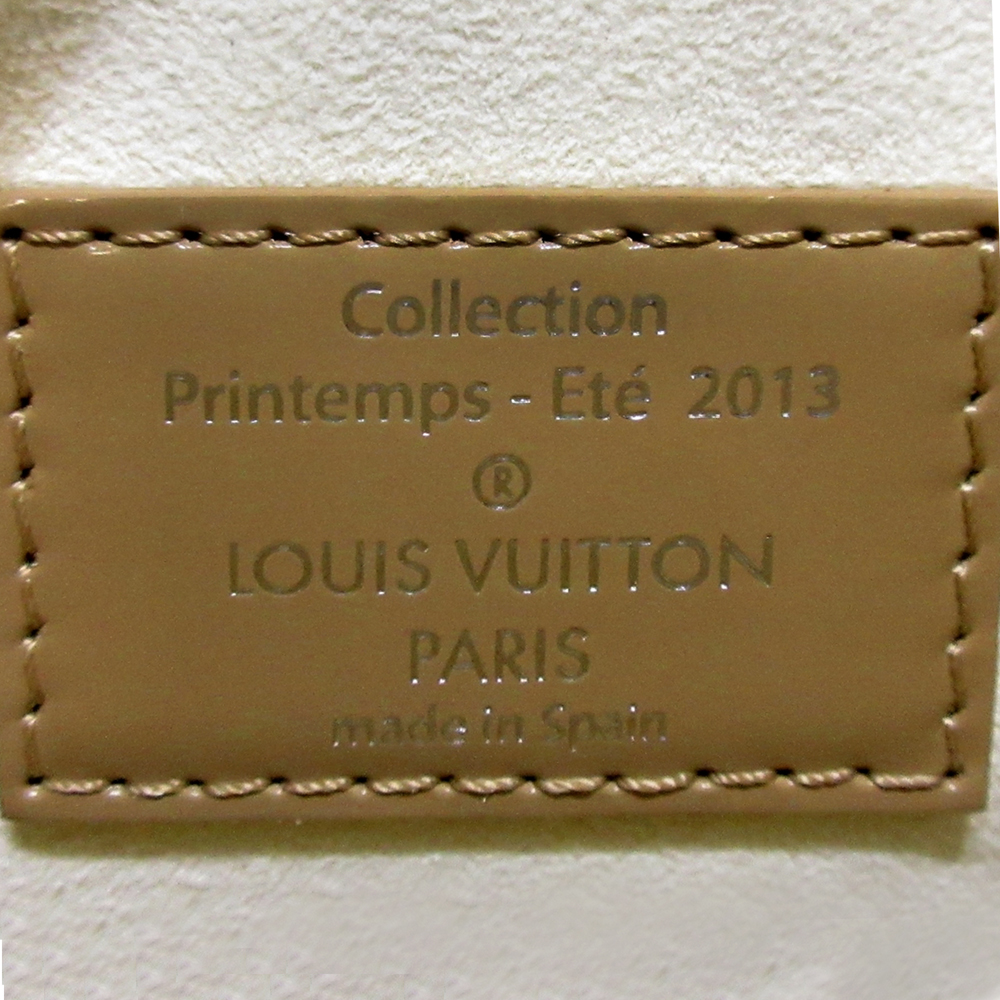 Collection
Printemps - Eté 2013
®
LOUIS VUITTON
PARIS
made in Spain